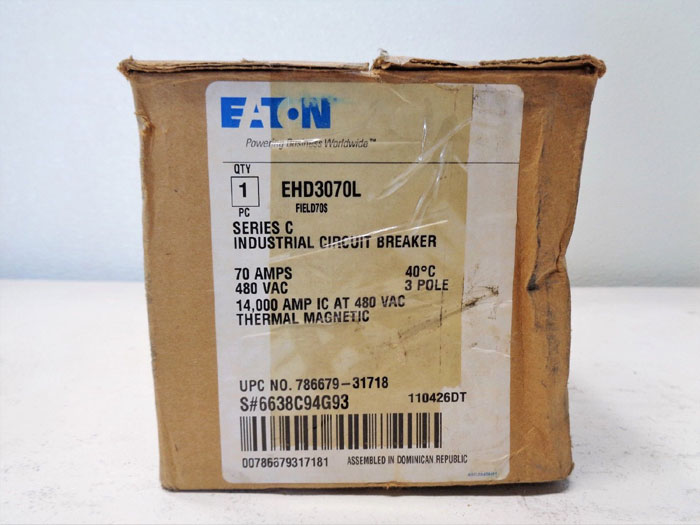 EATON
Powering Business Worldwide™
QTY
1 EHD3070L
PC FIELD70S
SERIES C
INDUSTRIAL CIRCUIT BREAKER
70 AMPS 40°C
480 VAC 3 POLE
14,000 AMP IC AT 480 VAC
THERMAL MAGNETIC
UPC NO. 786679-31718
S#6638C94G93 110426DT
00786679317181 ASSEMBLED IN DOMINICAN REPUBLIC